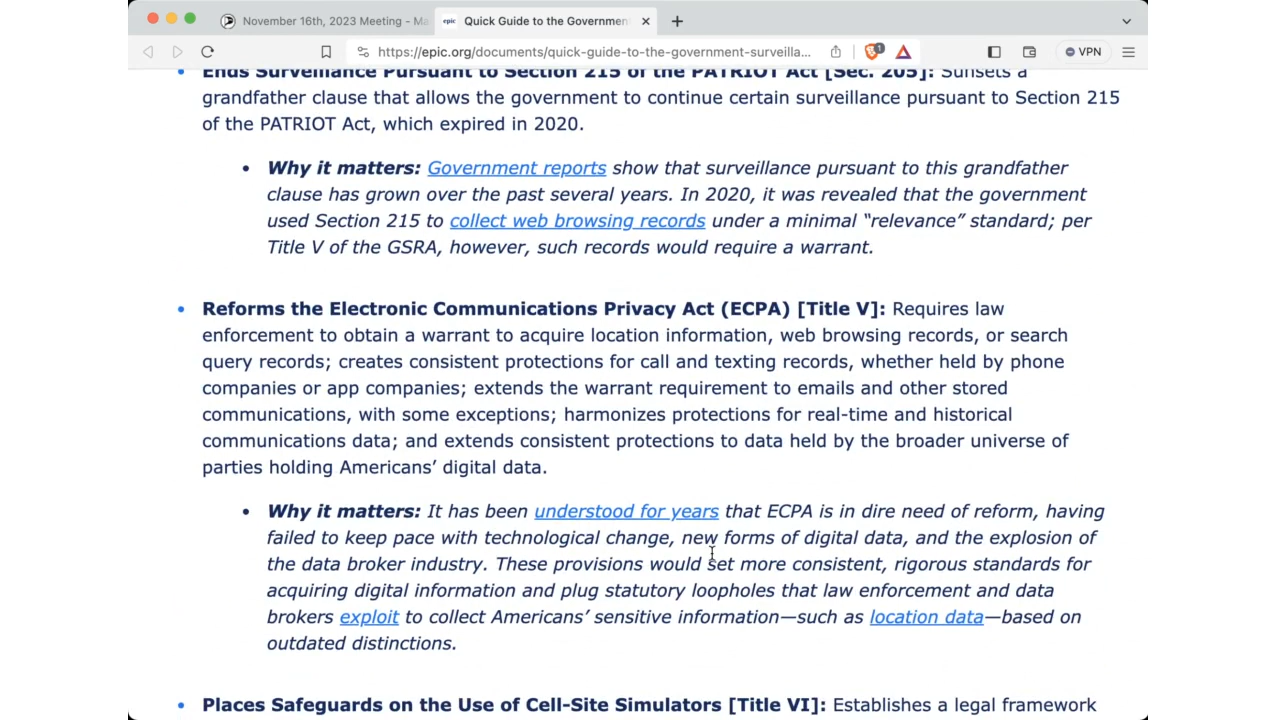 November 16th, 2023 Meeting - Ma
epic Quick Guide to the Government
https://epic.org/documents/quick-guide-to-the-government-surveilla... 1 VPN
Ends Surveillance Pursuant to Section 215 of the PATRIOT Act [Sec. 205]: Sunsets a
grandfather clause that allows the government to continue certain surveillance pursuant to Section 215
of the PATRIOT Act, which expired in 2020.
Why it matters: Government reports show that surveillance pursuant to this grandfather
clause has grown over the past several years. In 2020, it was revealed that the government
used Section 215 to collect web browsing records under a minimal “relevance” standard; per
Title V of the GSRA, however, such records would require a warrant.
Reforms the Electronic Communications Privacy Act (ECPA) [Title V]: Requires law
enforcement to obtain a warrant to acquire location information, web browsing records, or search
query records; creates consistent protections for call and texting records, whether held by phone
companies or app companies; extends the warrant requirement to emails and other stored
communications, with some exceptions; harmonizes protections for real-time and historical
communications data; and extends consistent protections to data held by the broader universe of
parties holding Americans’ digital data.
Why it matters: It has been understood for years that ECPA is in dire need of reform, having
failed to keep pace with technological change, new forms of digital data, and the explosion of
the data broker industry. These provisions would set more consistent, rigorous standards for
acquiring digital information and plug statutory loopholes that law enforcement and data
brokers exploit to collect Americans’ sensitive information—such as location data—based on
outdated distinctions.
Places Safeguards on the Use of Cell-Site Simulators [Title VI]: Establishes a legal framework